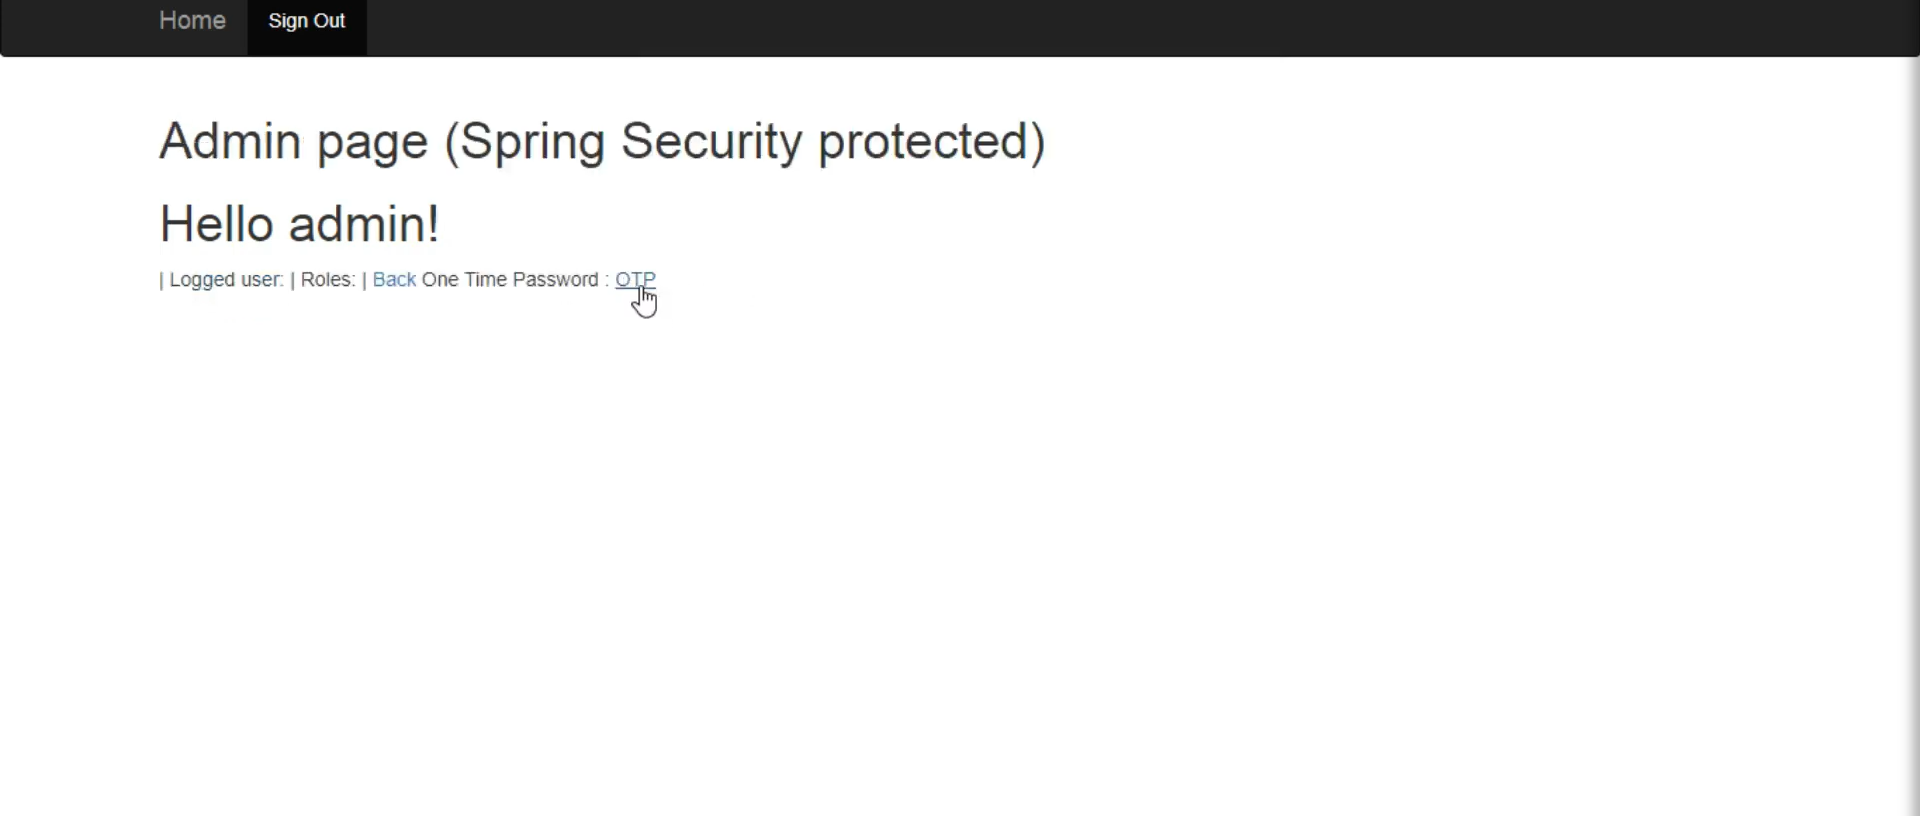 Home Sign Out
Admin page (Spring Security protected)
Hello admin!
| Logged user: | Roles: | Back One Time Password : OTP